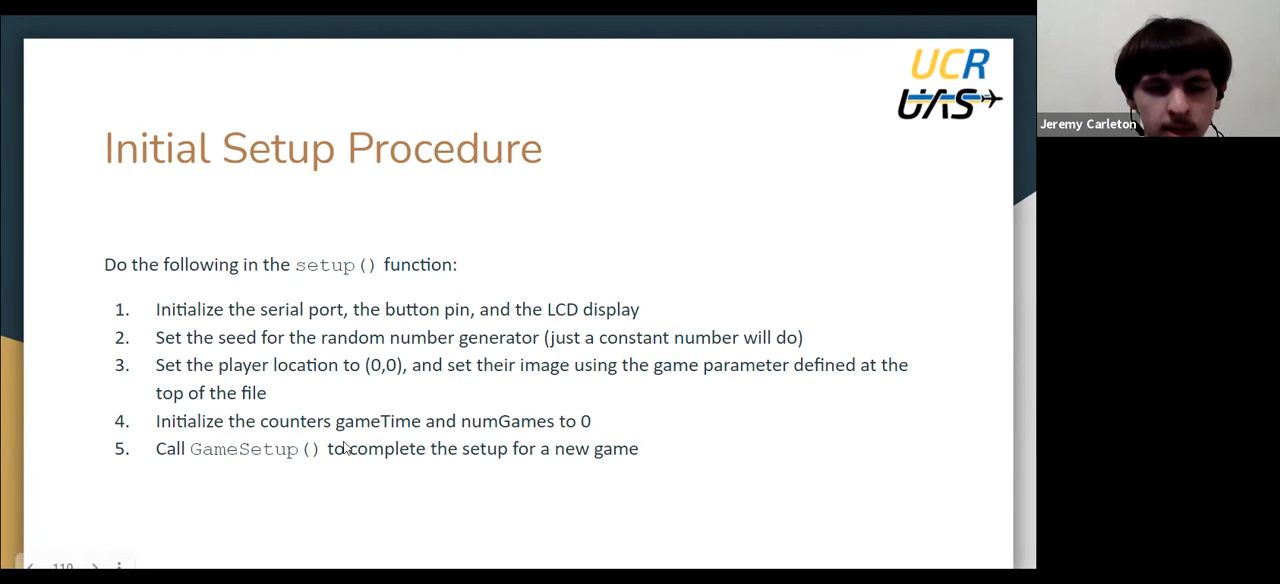 UCR
UAS
Jeremy Carleton
Initial Setup Procedure
Do the following in the setup() function:
1. Initialize the serial port, the button pin, and the LCD display
2. Set the seed for the random number generator (just a constant number will do)
3. Set the player location to (0,0), and set their image using the game parameter defined at the
top of the file
4. Initialize the counters gameTime and numGames to 0
5. Call GameSetup() to complete the setup for a new game
110